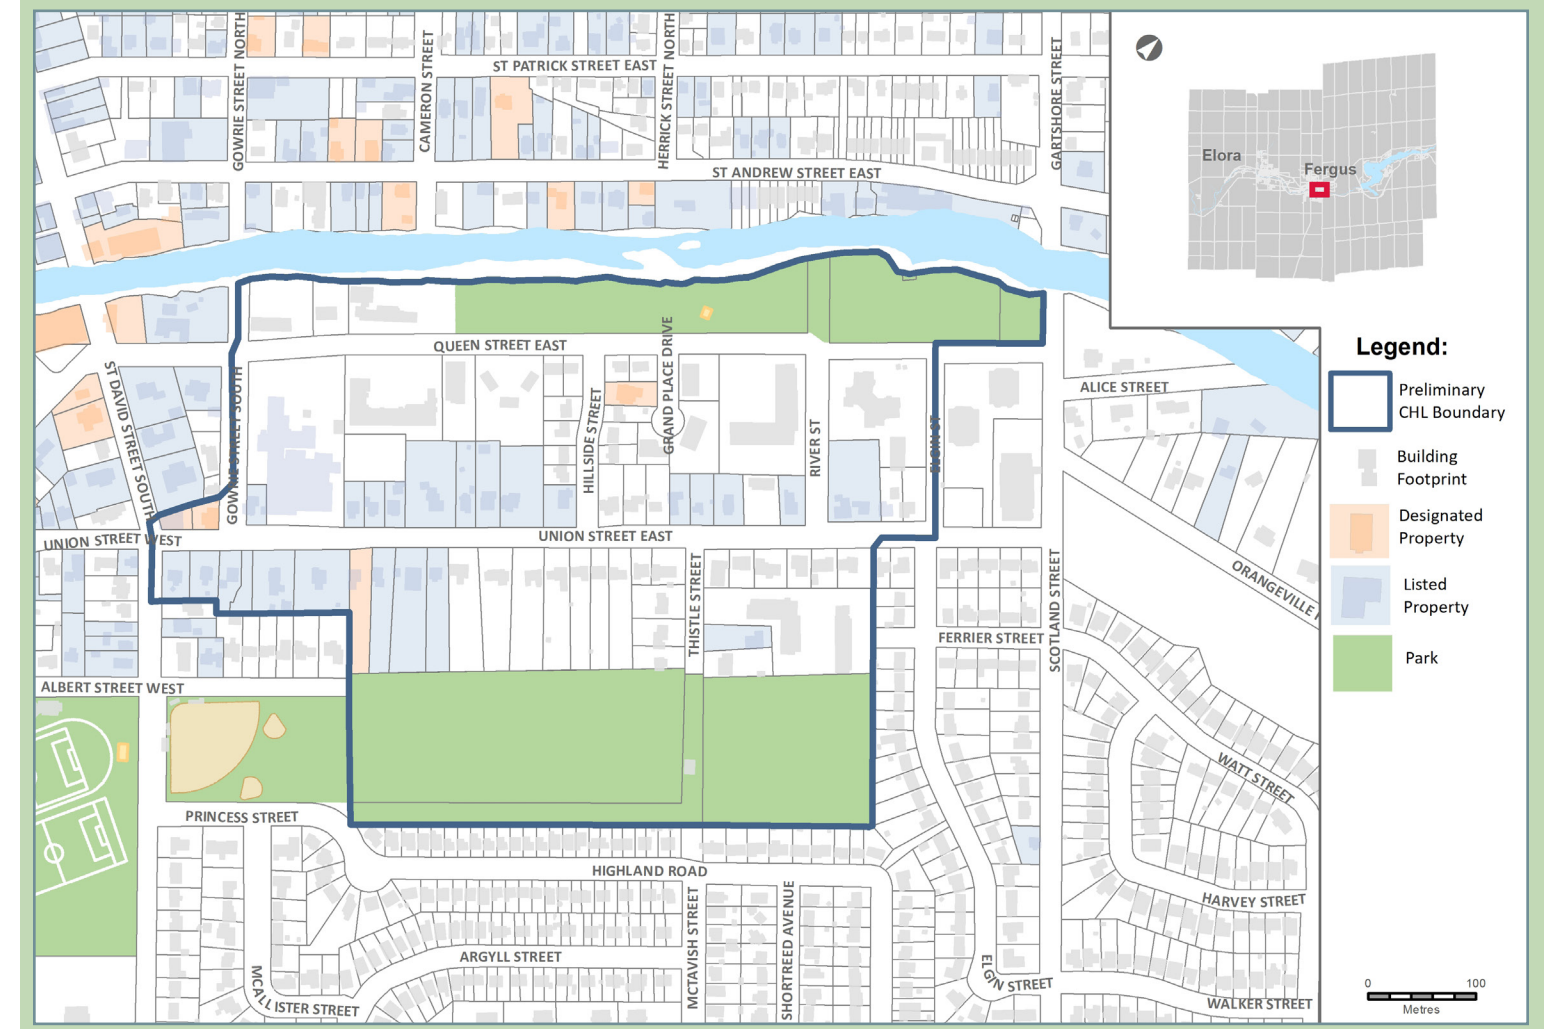 GOWRIE STREET NORTH
CAMERON STREET
ST PATRICK STREET EAST
HERRICK STREET NORTH
GARTSHORE STREET
ST ANDREW STREET EAST
Elora
Fergus
QUEEN STREET EAST
GRAND PLACE DRIVE
ST DAVID STREET SOUTH
GOWRIE STREET SOUTH
HILLSIDE STREET
RIVER ST
ELGIN ST
ALICE STREET
UNION STREET WEST
UNION STREET EAST
THISTLE STREET
SCOTLAND STREET
ORANGEVILLE
FERRIER STREET
ALBERT STREET WEST
WATT STREET
PRINCESS STREET
HIGHLAND ROAD
HARVEY STREET
MCTAVISH STREET
SHORTREED AVENUE
ARGYLL STREET
MCALLISTER STREET
ELGIN STREET
WALKER STREET
Legend:
Preliminary
CHL Boundary
Building
Footprint
Designated
Property
Listed
Property
Park
0 100
Metres